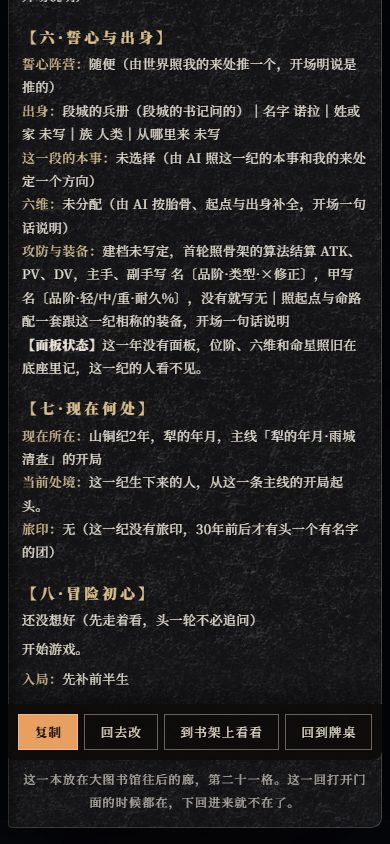 【六·誓心与出身】
誓心阵营：随便（由世界照我的来处推一个，开场明说是
推的）
出身：段城的兵册（段城的书记问的）｜名字 诺拉｜姓或
家 未写｜族 人类｜从哪里来 未写
这一段的本事：未选择（由 AI 照这一纪的本事和我的来处
定一个方向）
六维：未分配（由 AI 按胎骨、起点与出身补全，开场一句
话说明）
攻防与装备：建档未写定，首轮照骨架的算法结算 ATK、
PV、DV，主手、副手写 名〔品阶·类型·×修正〕，甲写
名〔品阶·轻/中/重·耐久%〕，没有就写无｜照起点与命路
配一套跟这一纪相称的装备，开场一句话说明
【面板状态】这一年没有面板，位阶、六维和命星照旧在
底座里记，这一纪的人看不见。
【七·现在何处】
现在所在：山铜纪2年，犁的年月，主线「犁的年月·雨城
清查」的开局
当前处境：这一纪生下来的人，从这一条主线的开局起
头。
旅印：无（这一纪没有旅印，30年前后才有头一个有名字
的团）
【八·冒险初心】
还没想好（先走着看，头一轮不必追问）
开始游戏。
入局：先补前半生
复制 回去改 到书架上看看 回到牌桌
这一本放在大图书馆往后的廊，第二十一格。这一回打开门
面的时候都在，下回进来就不在了。